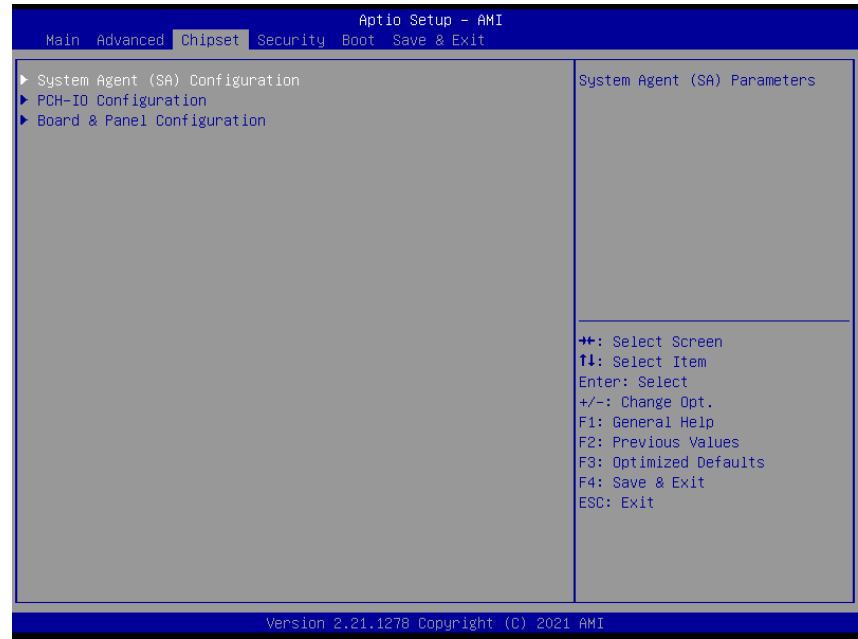 Aptio Setup - AMI
Main Advanced Chipset Security Boot Save & Exit
System Agent (SA) Configuration
PCH-IO Configuration
Board & Panel Configuration
System Agent (SA) Parameters
→←: Select Screen
↑↓: Select Item
Enter: Select
+/-: Change Opt.
F1: General Help
F2: Previous Values
F3: Optimized Defaults
F4: Save & Exit
ESC: Exit
Version 2.21.1278 Copyright (C) 2021 AMI